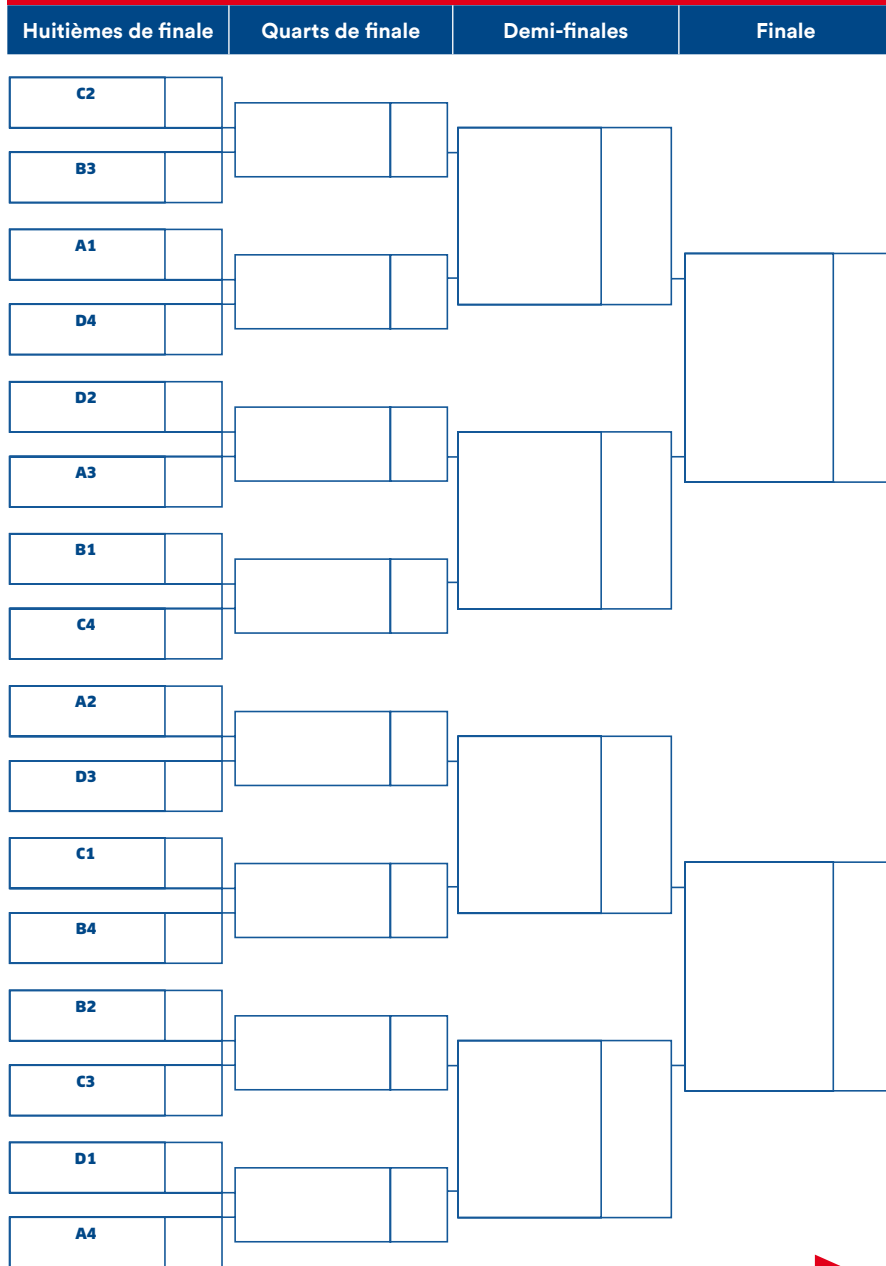 Huitièmes de finale
Quarts de finale
Demi-finales
Finale
C2
B3
A1
D4
D2
A3
B1
C4
A2
D3
C1
B4
B2
C3
D1
A4